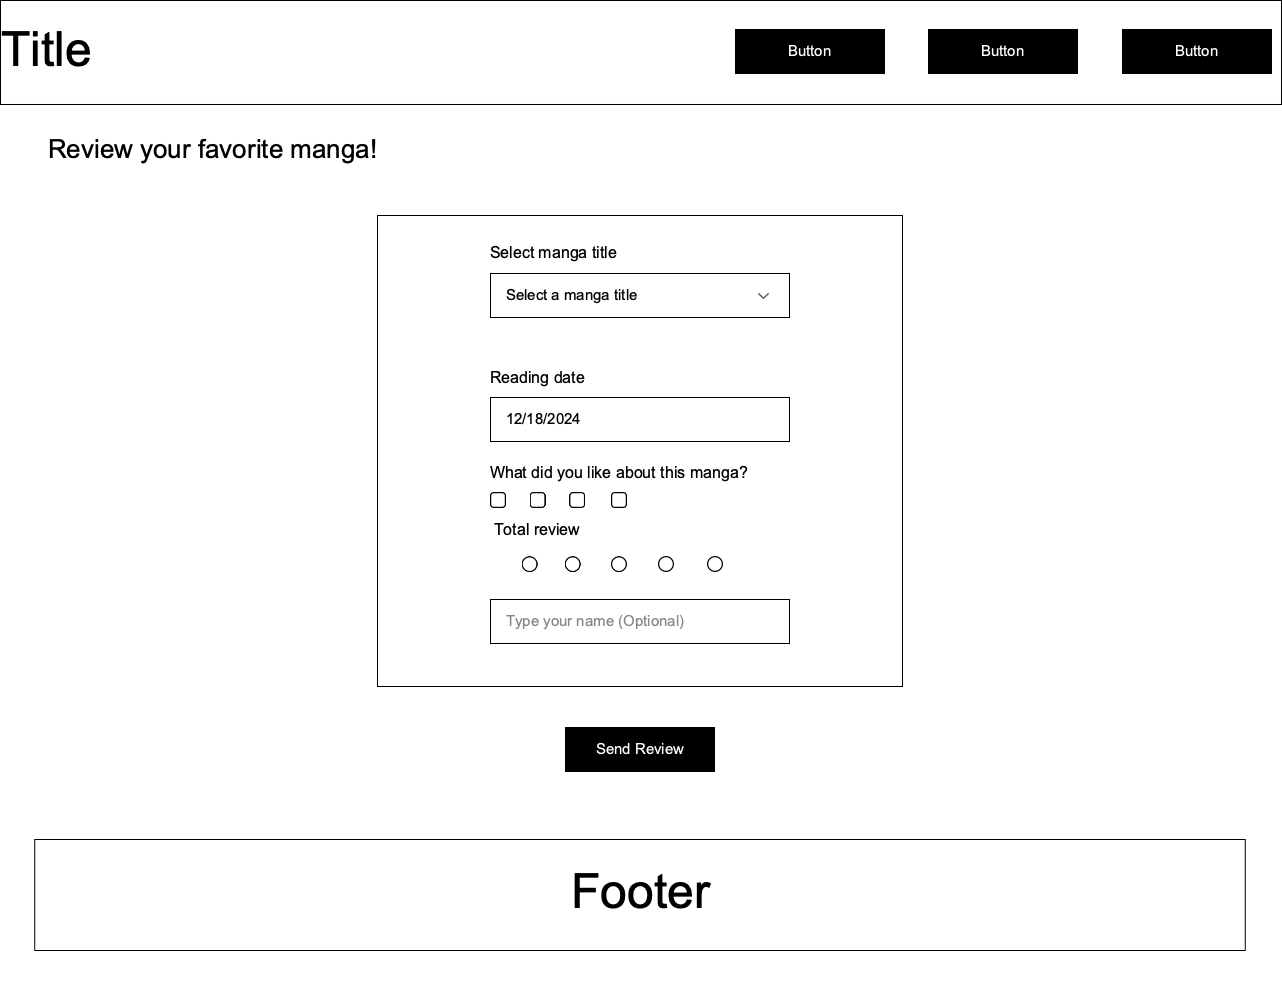 Title
Button
Button
Button
Review your favorite manga!
Select manga title
Select a manga title
Reading date
12/18/2024
What did you like about this manga?
Total review
Type your name (Optional)
Send Review
Footer